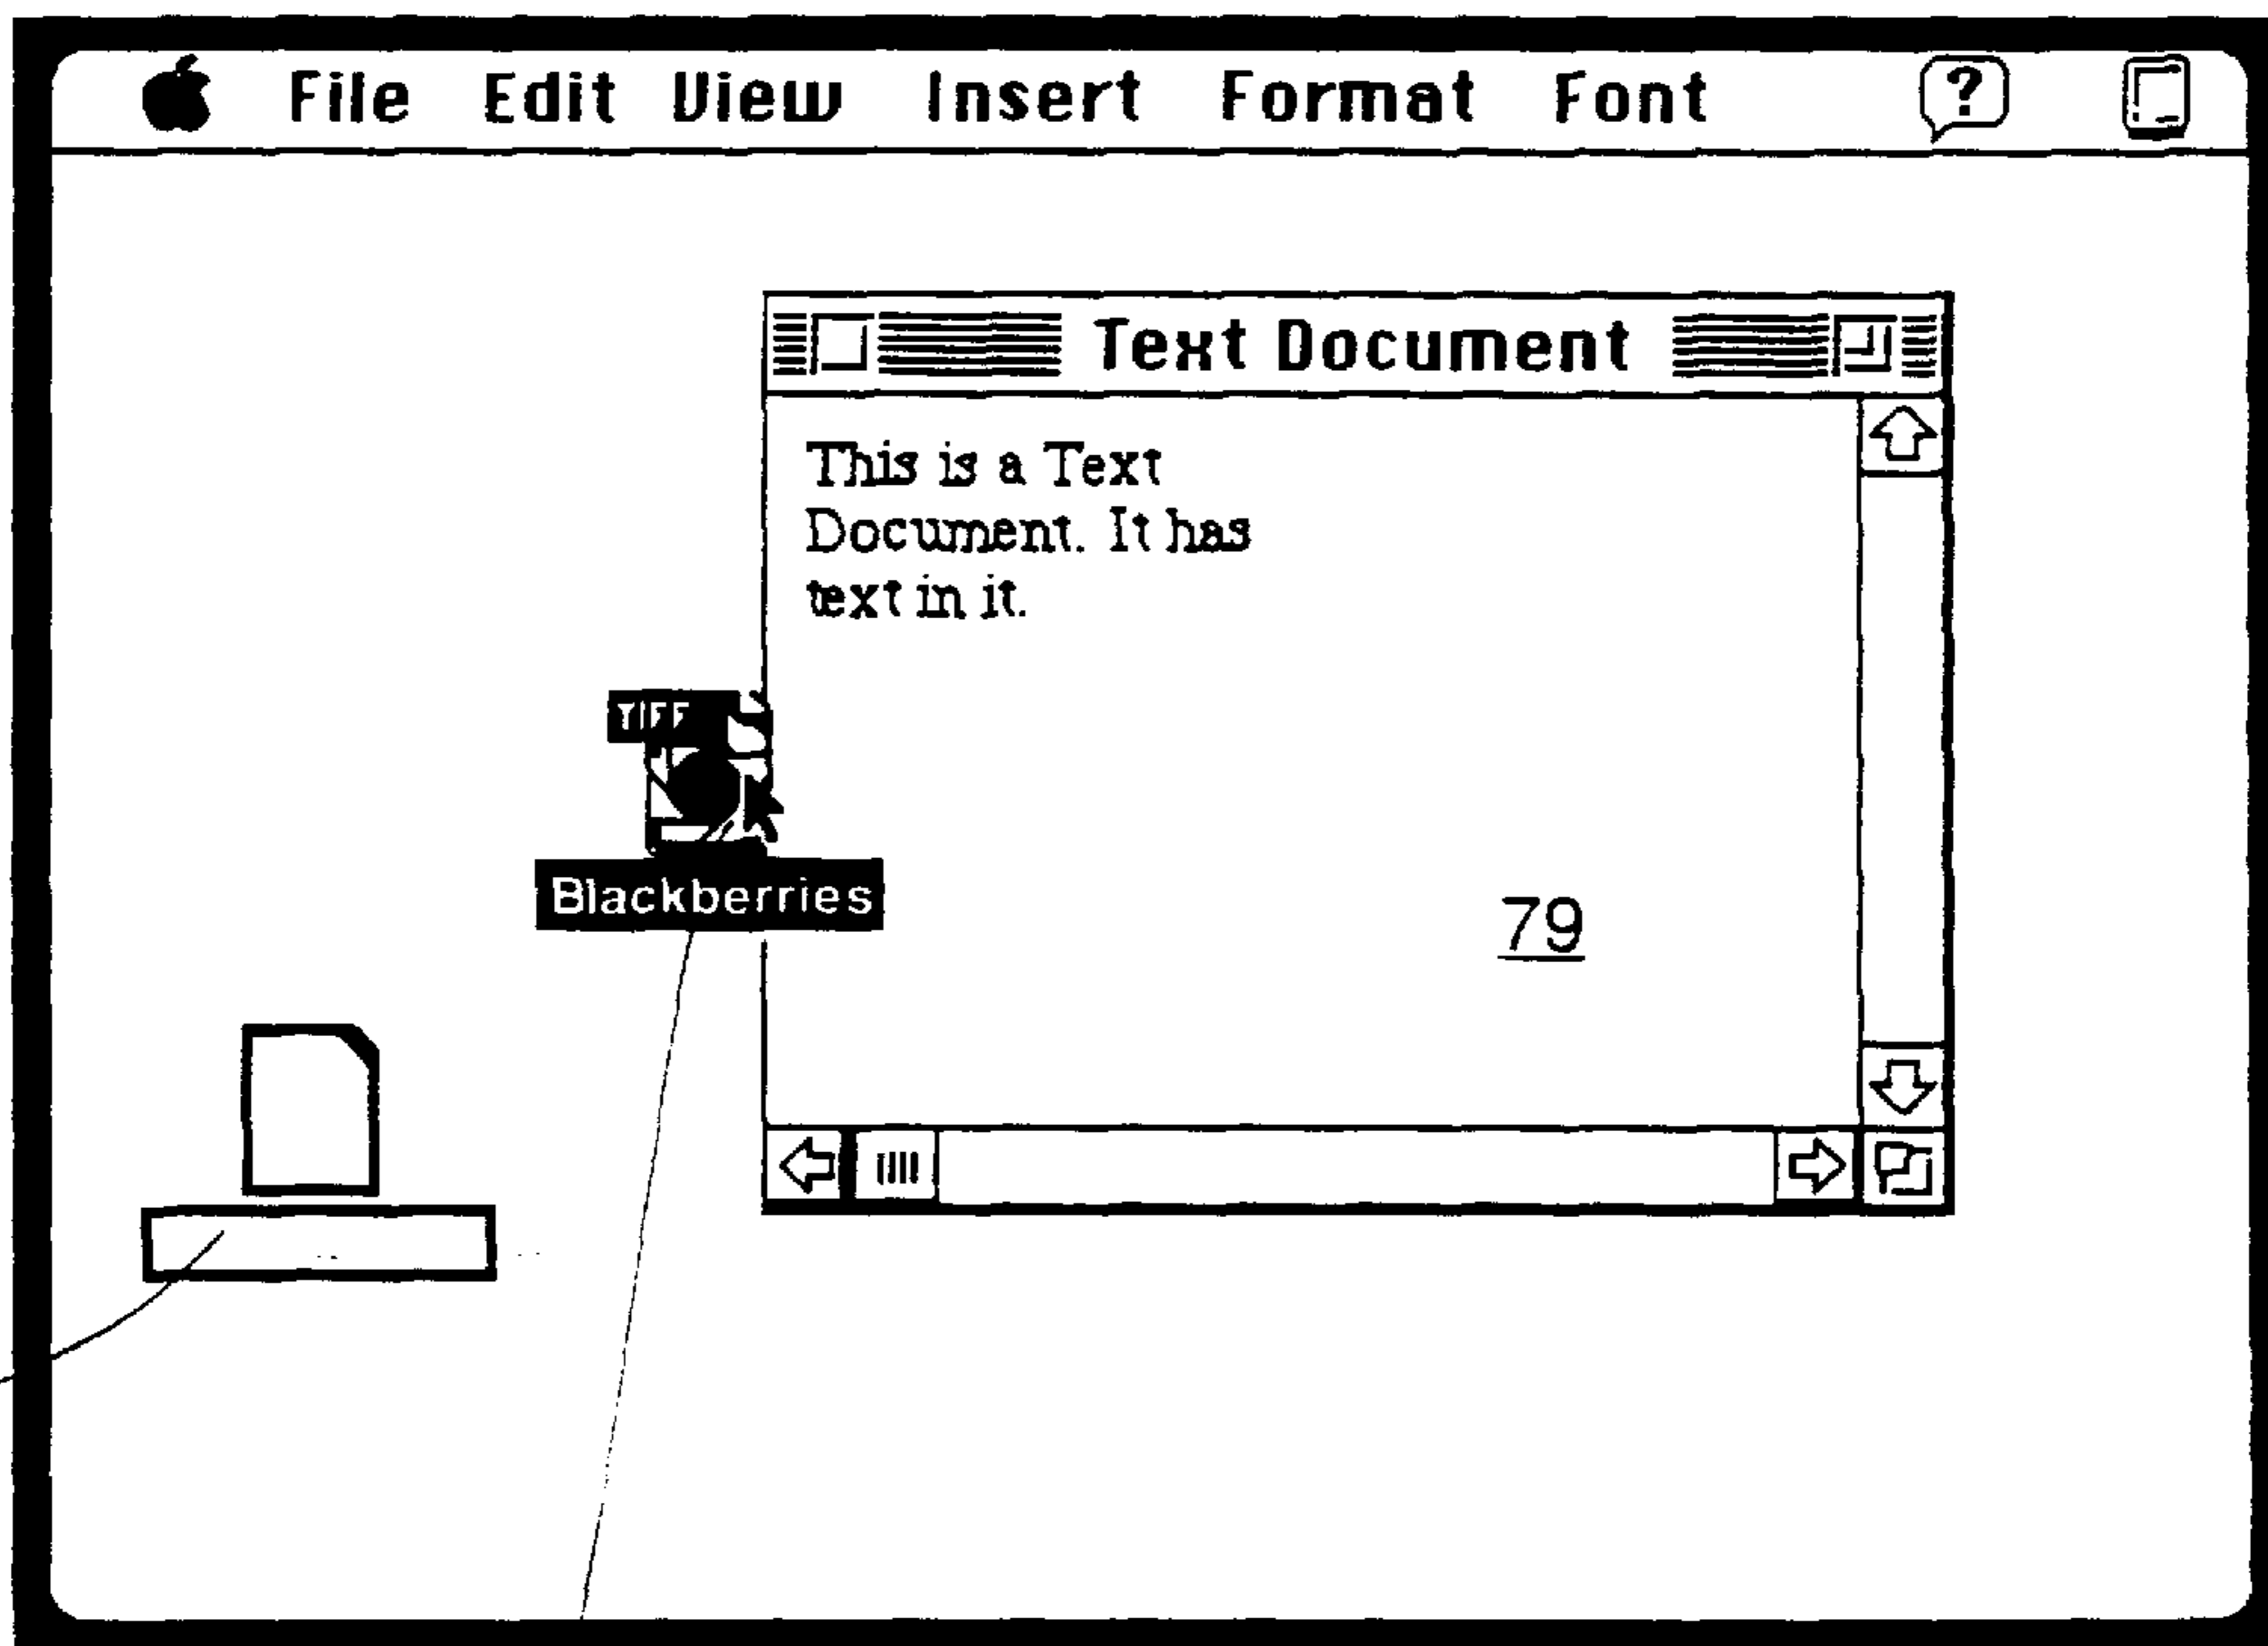 File Edit View Insert Format Font ?
Text Document
This is a Text
Document. It has
text in it.
TIFF
Blackberries
79